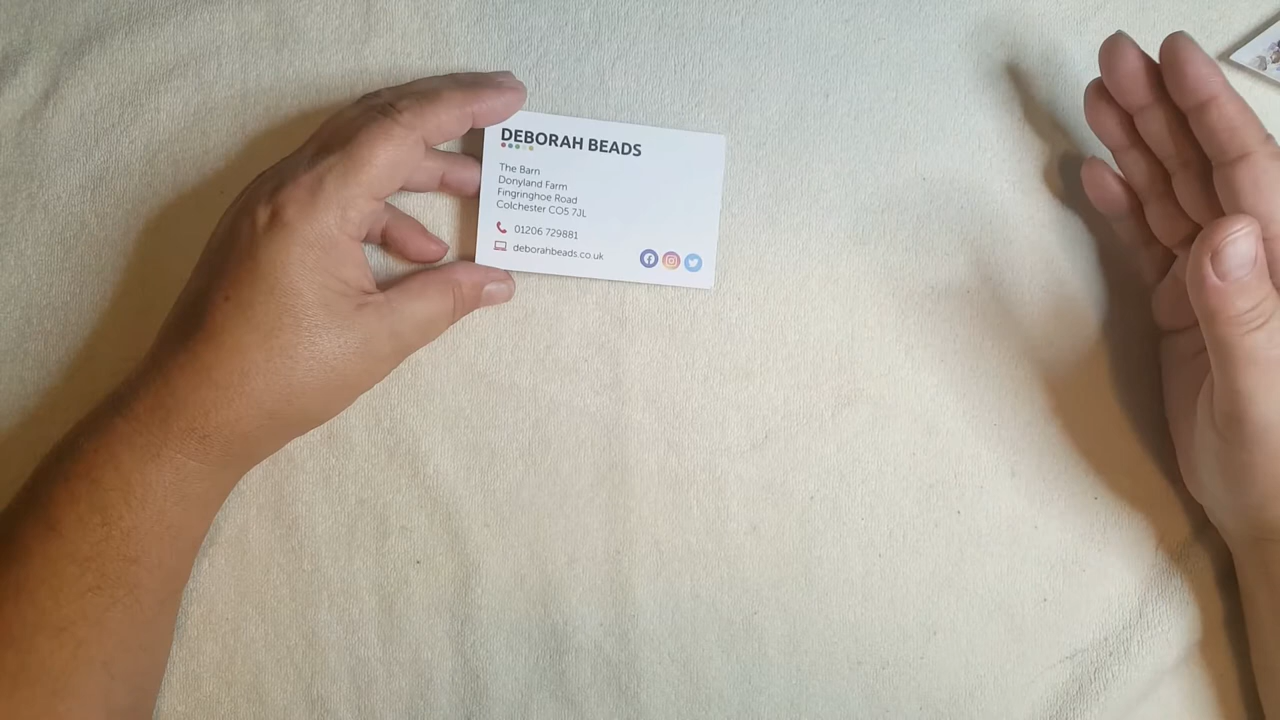 DEBORAH BEADS
The Barn
Donyland Farm
Fingringhoe Road
Colchester CO5 7JL
01206 729881
deborahbeads.co.uk